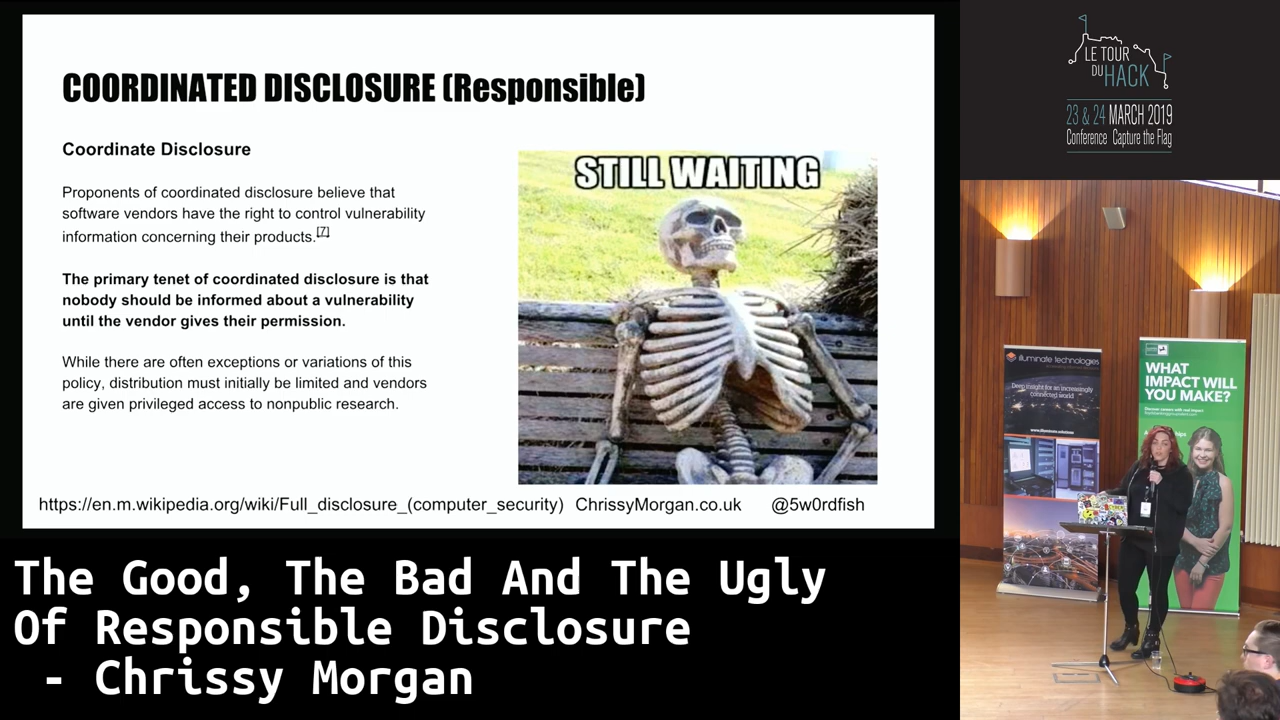 COORDINATED DISCLOSURE (Responsible)
Coordinate Disclosure
Proponents of coordinated disclosure believe that
software vendors have the right to control vulnerability
information concerning their products.[7]
The primary tenet of coordinated disclosure is that
nobody should be informed about a vulnerability
until the vendor gives their permission.
While there are often exceptions or variations of this
policy, distribution must initially be limited and vendors
are given privileged access to nonpublic research.
STILL WAITING
https://en.m.wikipedia.org/wiki/Full_disclosure_(computer_security) ChrissyMorgan.co.uk @5w0rdfish
The Good, The Bad And The Ugly
Of Responsible Disclosure
- Chrissy Morgan
LE TOUR
DU HACK
23 & 24 MARCH 2019
Conference Capture the Flag
illuminate technologies
Deep insight for an increasingly
connected world
WHAT
IMPACT WILL
YOU MAKE?
Discover careers with real impact